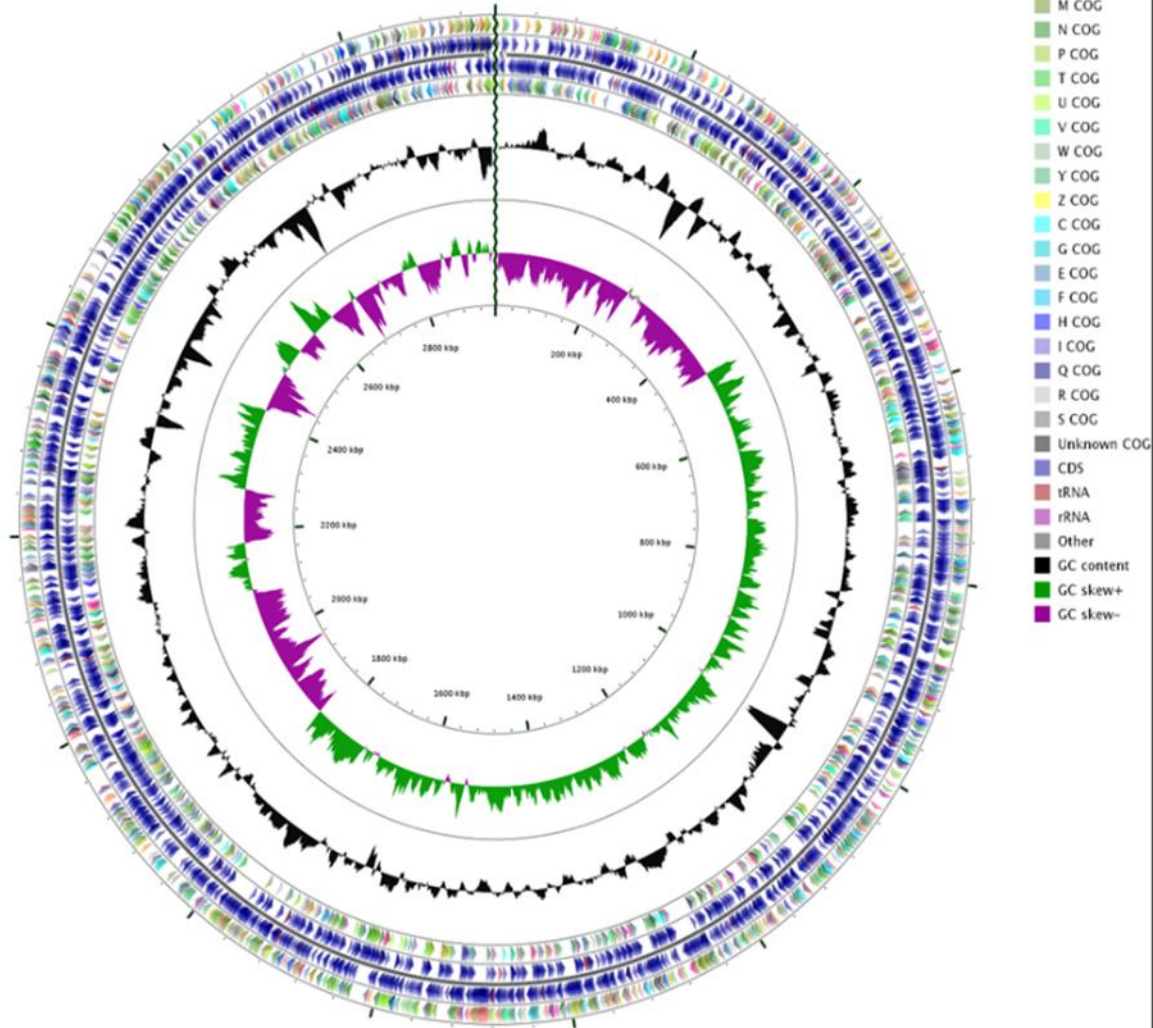 M COG
N COG
P COG
T COG
U COG
V COG
W COG
Y COG
Z COG
C COG
G COG
E COG
F COG
H COG
I COG
Q COG
R COG
S COG
Unknown COG
CDS
tRNA
rRNA
Other
GC content
GC skew+
GC skew-
2800 kbp
200 kbp
2600 kbp
400 kbp
2400 kbp
600 kbp
2200 kbp
800 kbp
2000 kbp
1000 kbp
1800 kbp
1200 kbp
1600 kbp
1400 kbp